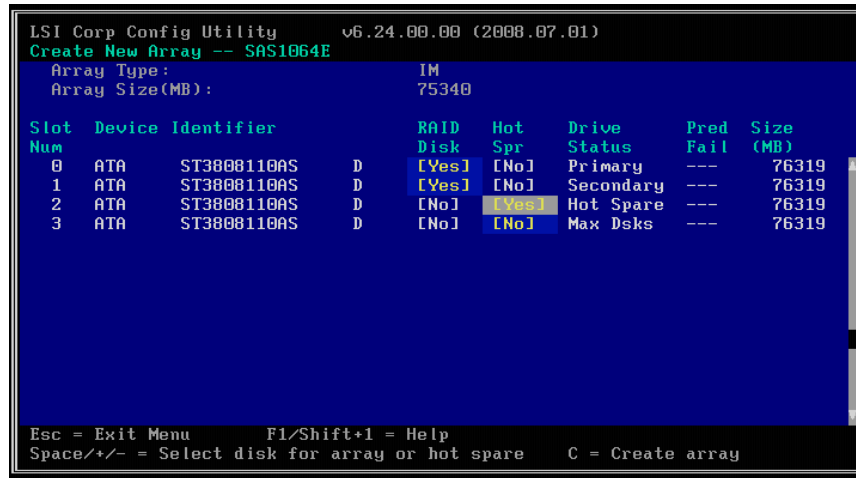 LSI Corp Config Utility v6.24.00.00 (2008.07.01)
Create New Array -- SAS1064E
Array Type: IM
Array Size(MB): 75340
Slot Device Identifier RAID Hot Drive Pred Size
Num Disk Spr Status Fail (MB)
0 ATA ST3808110AS D [Yes] [No] Primary --- 76319
1 ATA ST3808110AS D [Yes] [No] Secondary --- 76319
2 ATA ST3808110AS D [No] [Yes] Hot Spare --- 76319
3 ATA ST3808110AS D [No] [No] Max Dsks --- 76319
Esc = Exit Menu F1/Shift+1 = Help
Space/+/- = Select disk for array or hot spare C = Create array